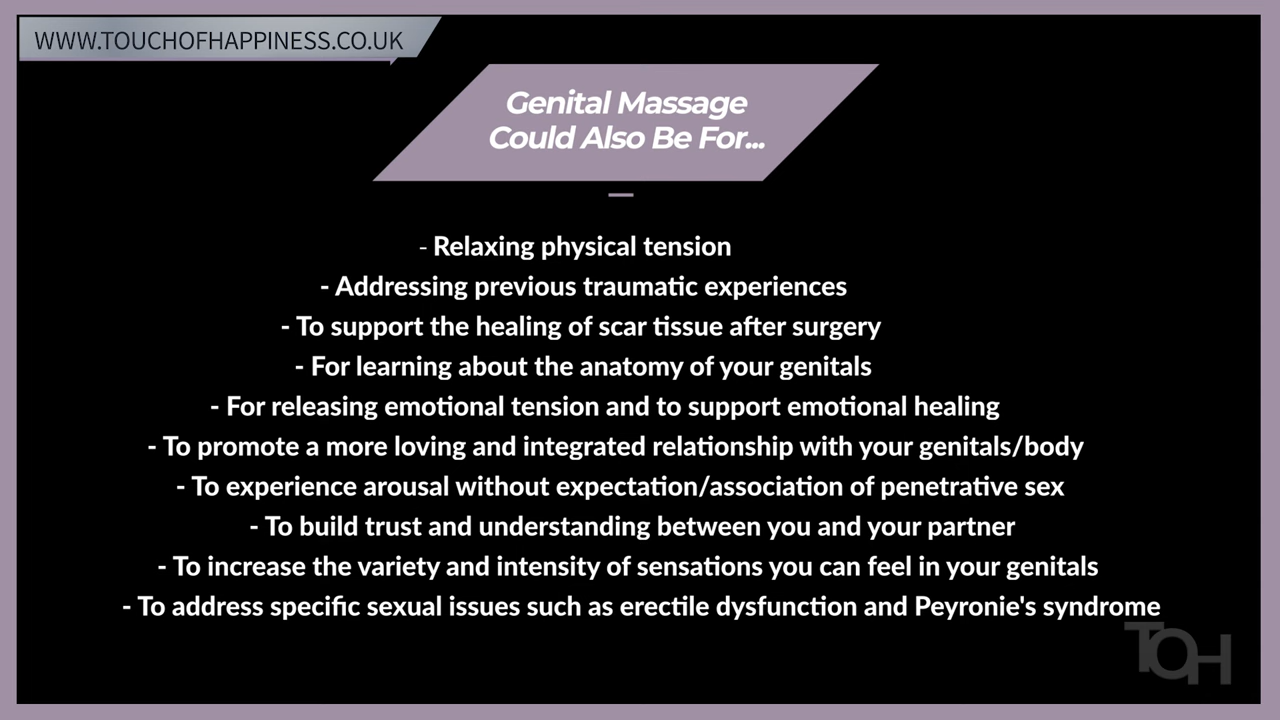 WWW.TOUCHOFHAPPINESS.CO.UK
Genital Massage
Could Also Be For...
- Relaxing physical tension
- Addressing previous traumatic experiences
- To support the healing of scar tissue after surgery
- For learning about the anatomy of your genitals
- For releasing emotional tension and to support emotional healing
- To promote a more loving and integrated relationship with your genitals/body
- To experience arousal without expectation/association of penetrative sex
- To build trust and understanding between you and your partner
- To increase the variety and intensity of sensations you can feel in your genitals
- To address specific sexual issues such as erectile dysfunction and Peyronie's syndrome
TOH